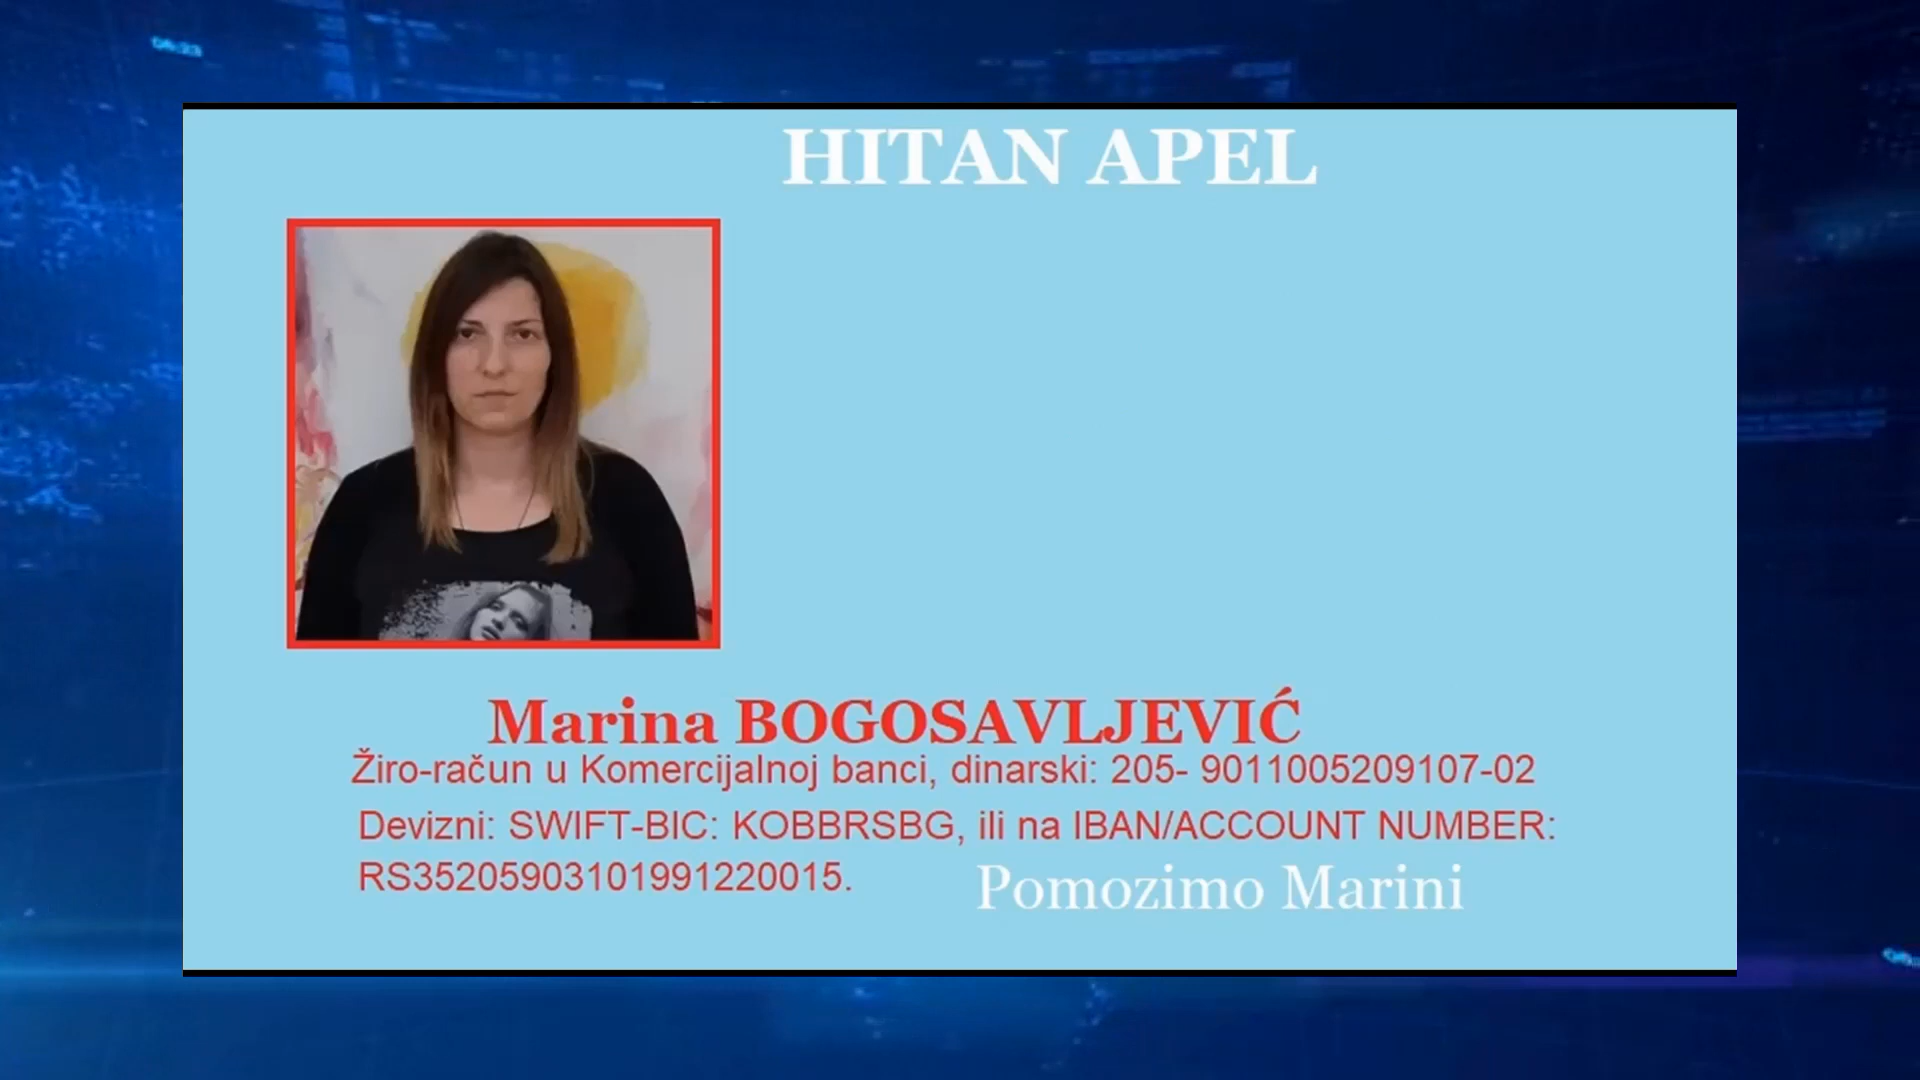 HITAN APEL
Marina BOGOSAVLJEVIĆ
Žiro-račun u Komercijalnoj banci, dinarski: 205- 9011005209107-02
Devizni: SWIFT-BIC: KOBBRSBG, ili na IBAN/ACCOUNT NUMBER:
RS35205903101991220015.
Pomozimo Marini